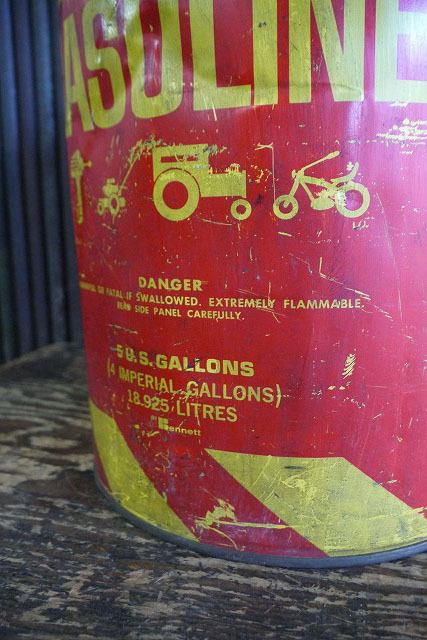 ASOLINE
DANGER
OR FATAL IF SWALLOWED. EXTREMELY FLAMMABLE.
READ SIDE PANEL CAREFULLY.
5 U.S. GALLONS
(4 IMPERIAL GALLONS)
18.925 LITRES
Bennett